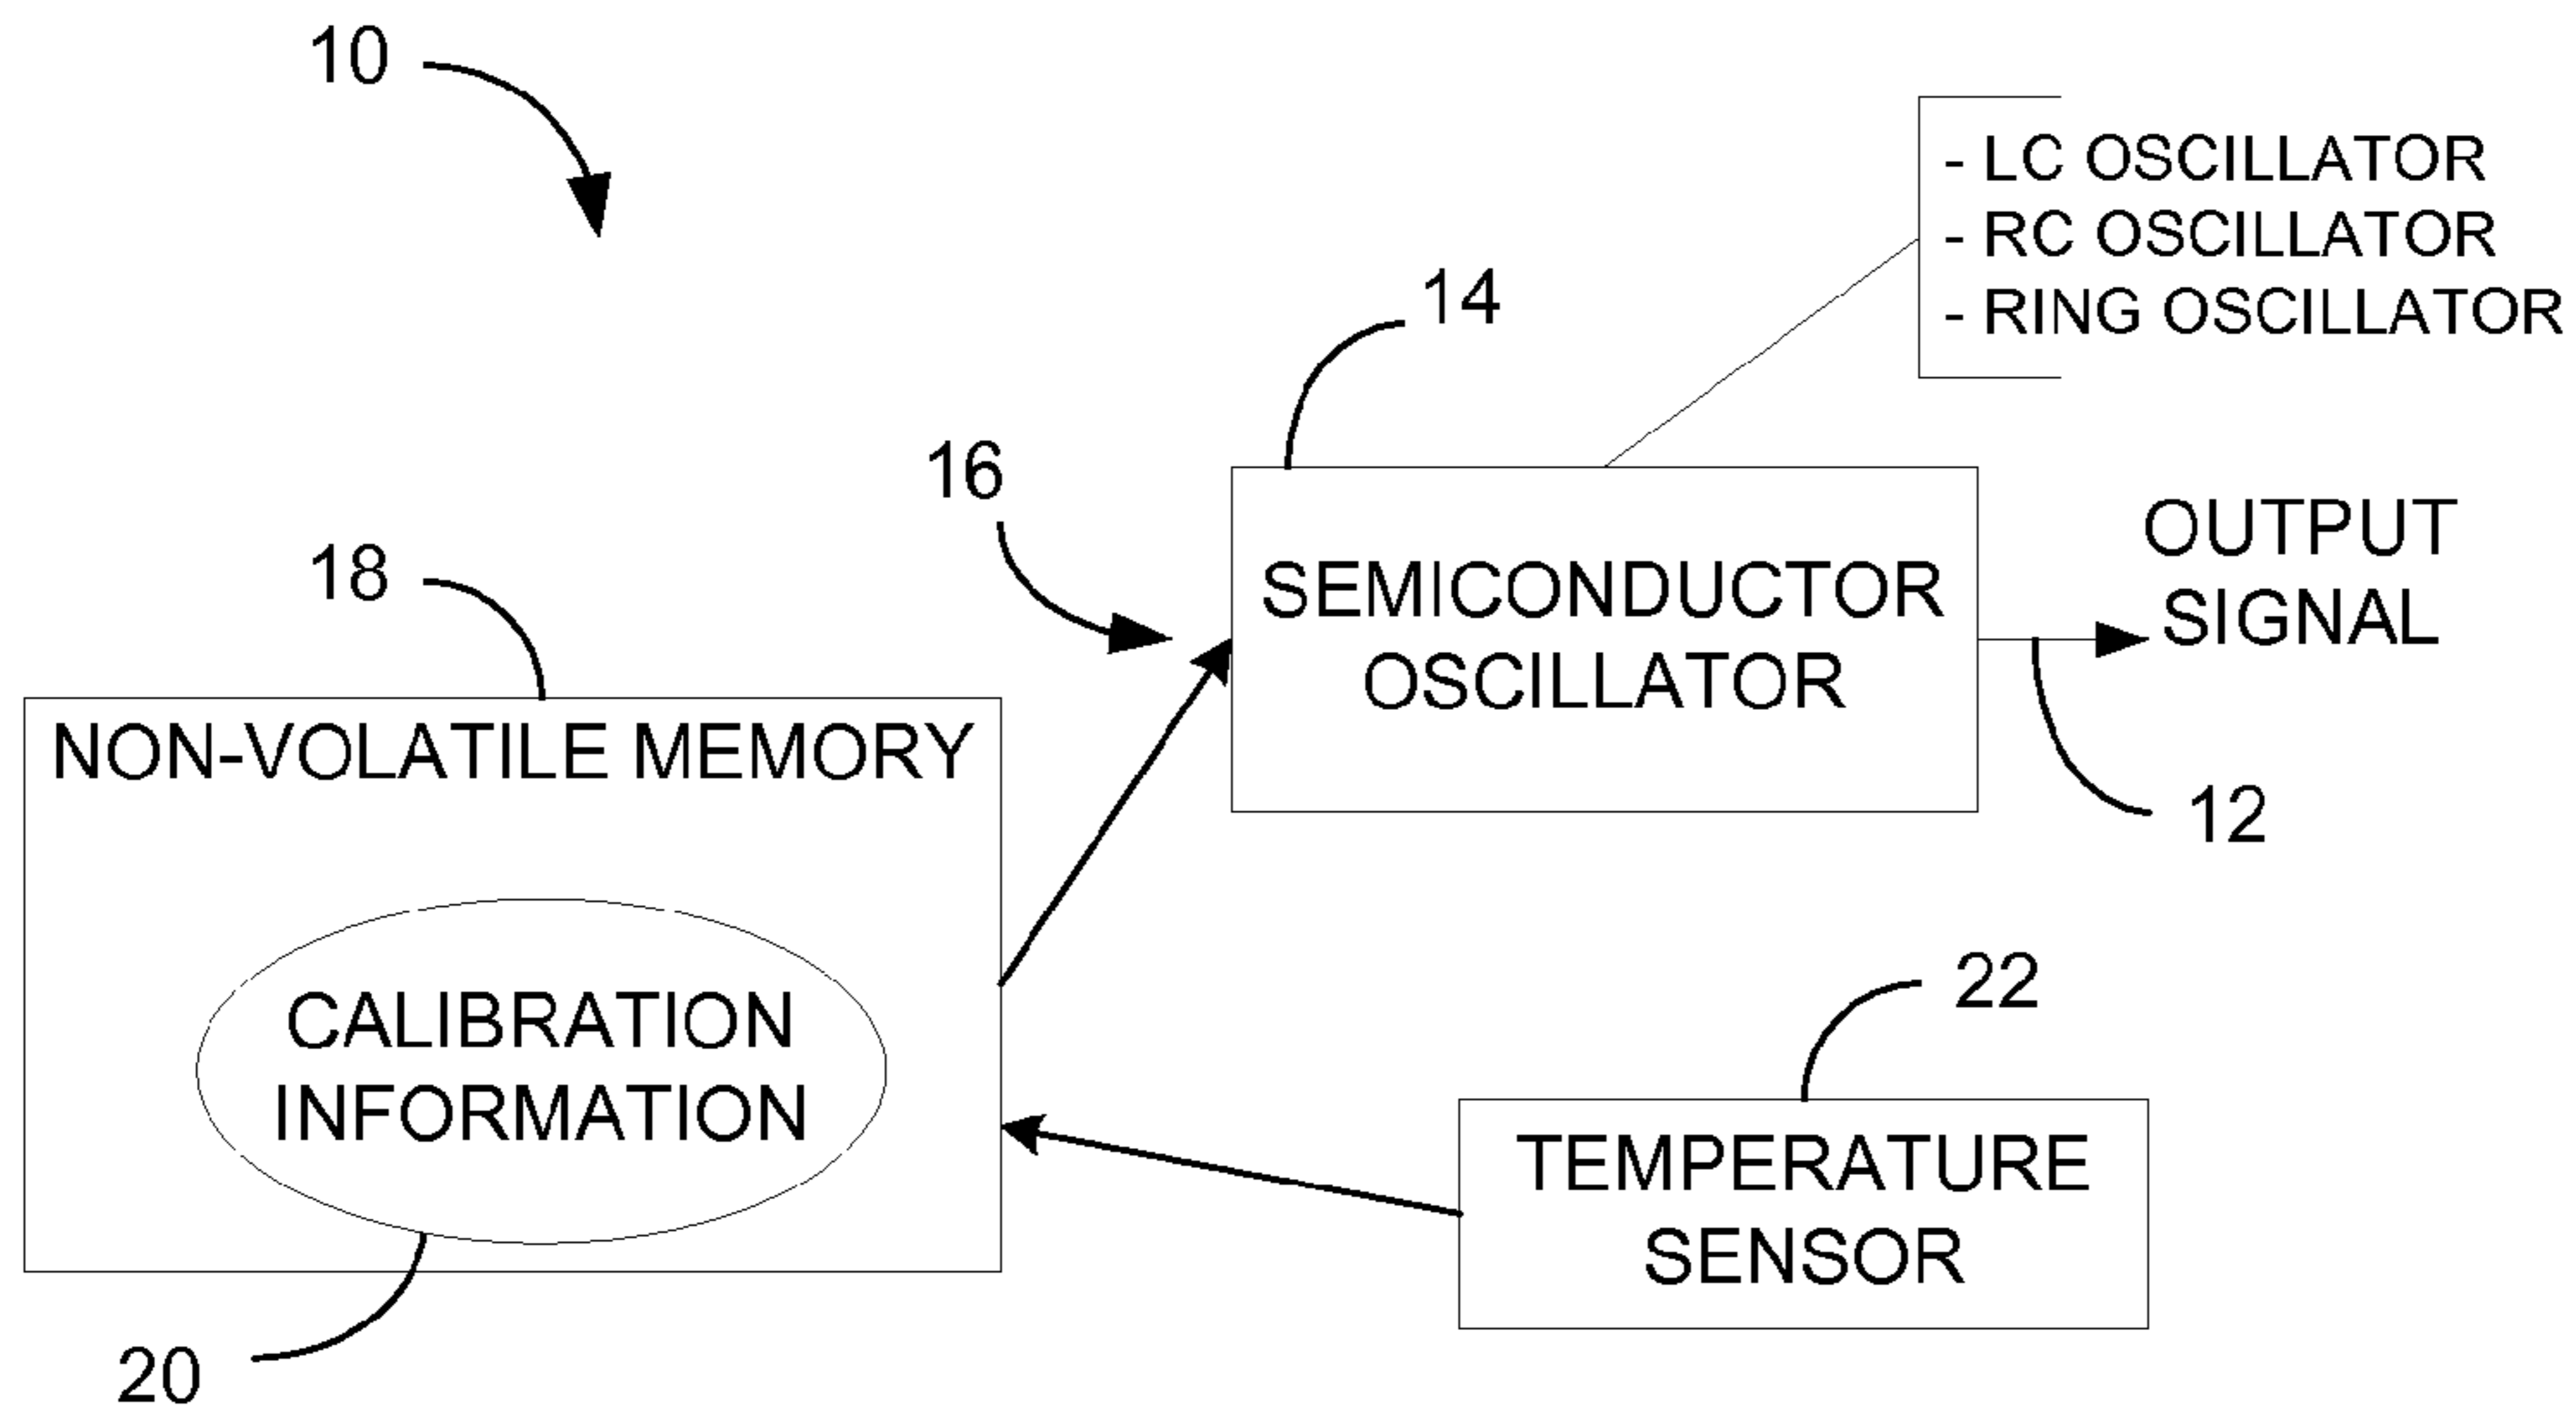 10
- LC OSCILLATOR
- RC OSCILLATOR
- RING OSCILLATOR
14
16
OUTPUT
SIGNAL
SEMICONDUCTOR
OSCILLATOR
18
NON-VOLATILE MEMORY
12
CALIBRATION
INFORMATION
22
TEMPERATURE
SENSOR
20